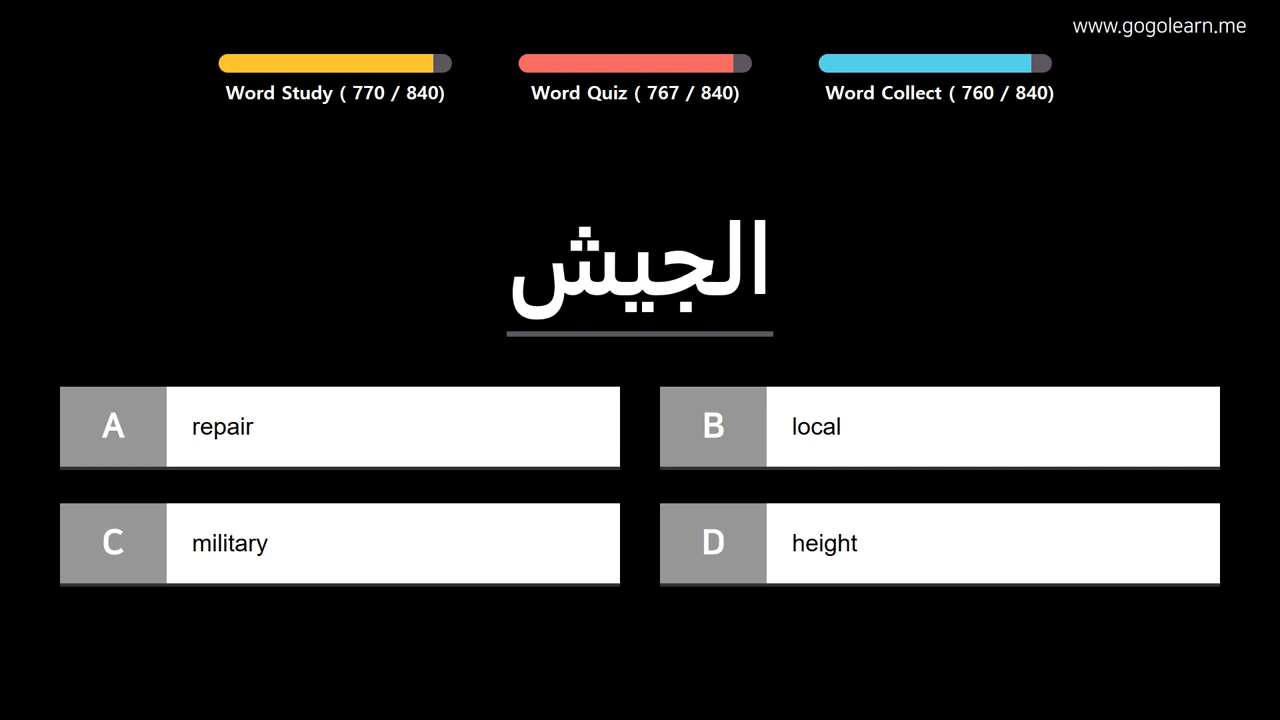 www.gogolearn.me
Word Study ( 770 / 840)
Word Quiz ( 767 / 840)
Word Collect ( 760 / 840)
الجيش
A repair
B local
C military
D height